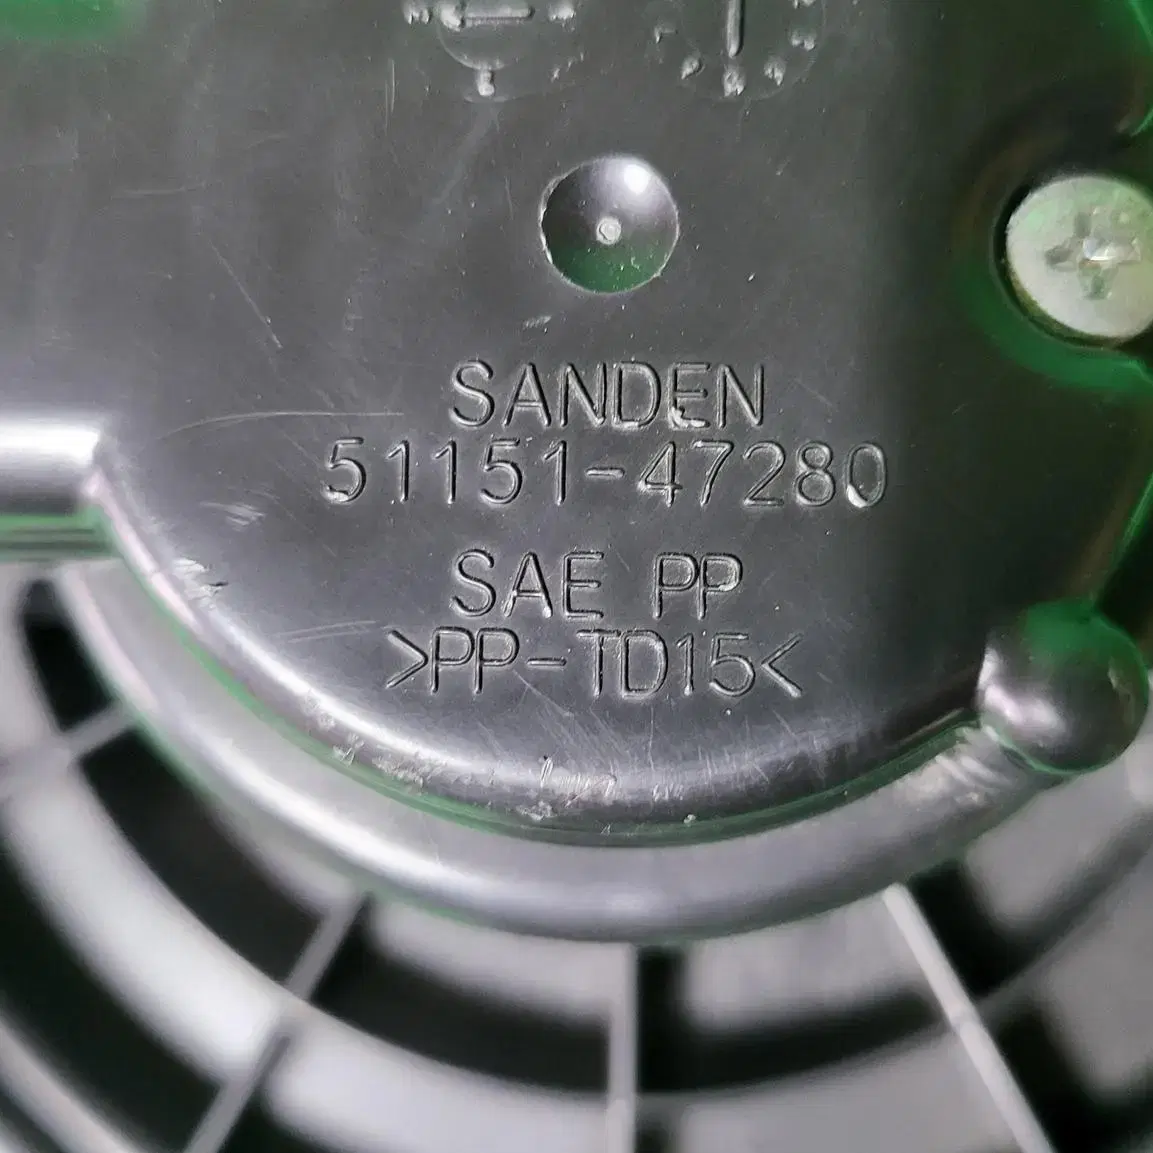 SANDEN
51151-47280
SAE PP
>PP-TD15<